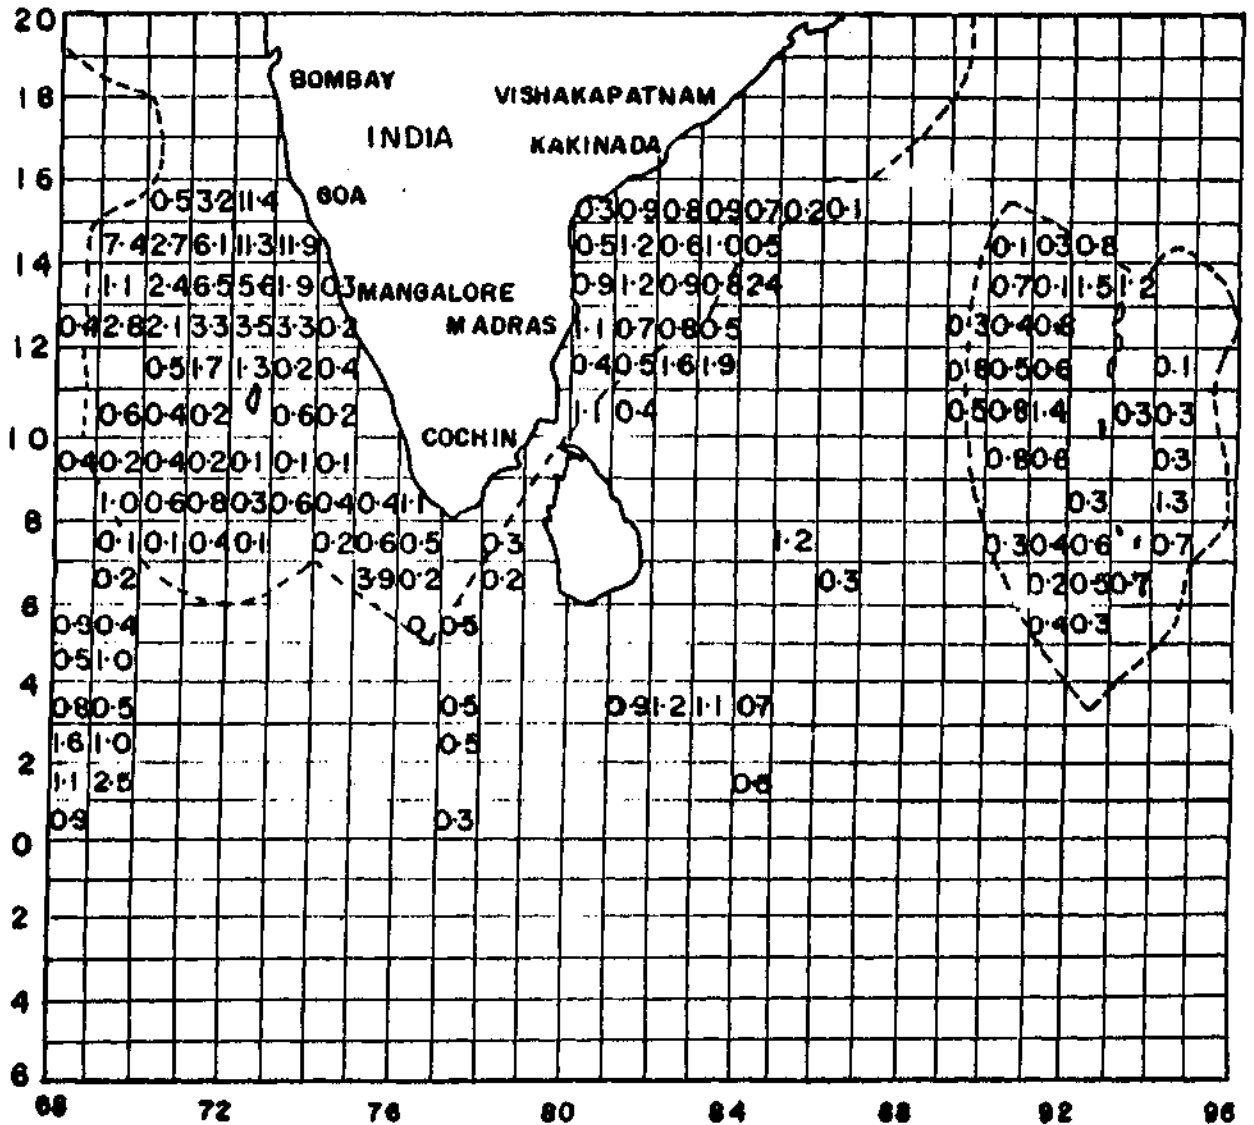 20
BOMBAY
18 VISHAKAPATNAM
INDIA
KAKINADA
16
GOA
0.5 3.2 11.4 0.3 0.9 0.8 0.9 0.7 0.2 0.1
7.4 2.7 6.1 11.3 11.9 0.5 1.2 0.6 1.0 0.5 0.1 0.3 0.8
14
1.1 2.4 6.5 5.6 1.9 0.3 MANGALORE 0.9 1.2 0.9 0.8 2.4 0.7 0.1 1.5 1.2
0.4 2.8 2.1 3.3 3.5 3.3 0.2 MADRAS 1.1 0.7 0.8 0.5 0.3 0.4
12
0.5 1.7 1.3 0.2 0.4 0.4 0.5 1.6 1.9 0.5 0.1
0.6 0.4 0.2 0.6 0.2 1.1 0.4 0.5 0.8 1.4 0.3 0.3
10 COCHIN
0.4 0.2 0.4 0.2 0.1 0.1 0.1 0.8 0.3
1.0 0.6 0.8 0.3 0.6 0.4 0.4 1.1 0.3 1.3
8
0.1 0.1 0.4 0.1 0.2 0.6 0.5 0.3 1.2 0.3 0.4 0.6 0.7
0.2 3.9 0.2 0.2 0.3 0.2 0.5 0.7
6
0.9 0.4 0.5 0.4 0.3
0.5 1.0
4
0.8 0.5 0.5 0.9 1.2 1.1 0.7
1.6 1.0 0.5
2
1.1 2.5
0.9 0.3
0
2
4
6
68 72 76 80 84 88 92 96